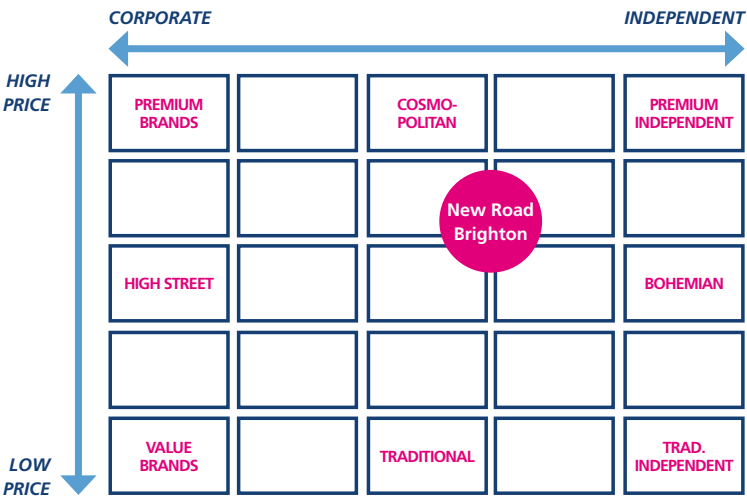 CORPORATE
INDEPENDENT
HIGH
PRICE
PREMIUM
BRANDS
COSMO-
POLITAN
PREMIUM
INDEPENDENT
New Road
Brighton
HIGH STREET
BOHEMIAN
VALUE
BRANDS
TRADITIONAL
TRAD.
INDEPENDENT
LOW
PRICE